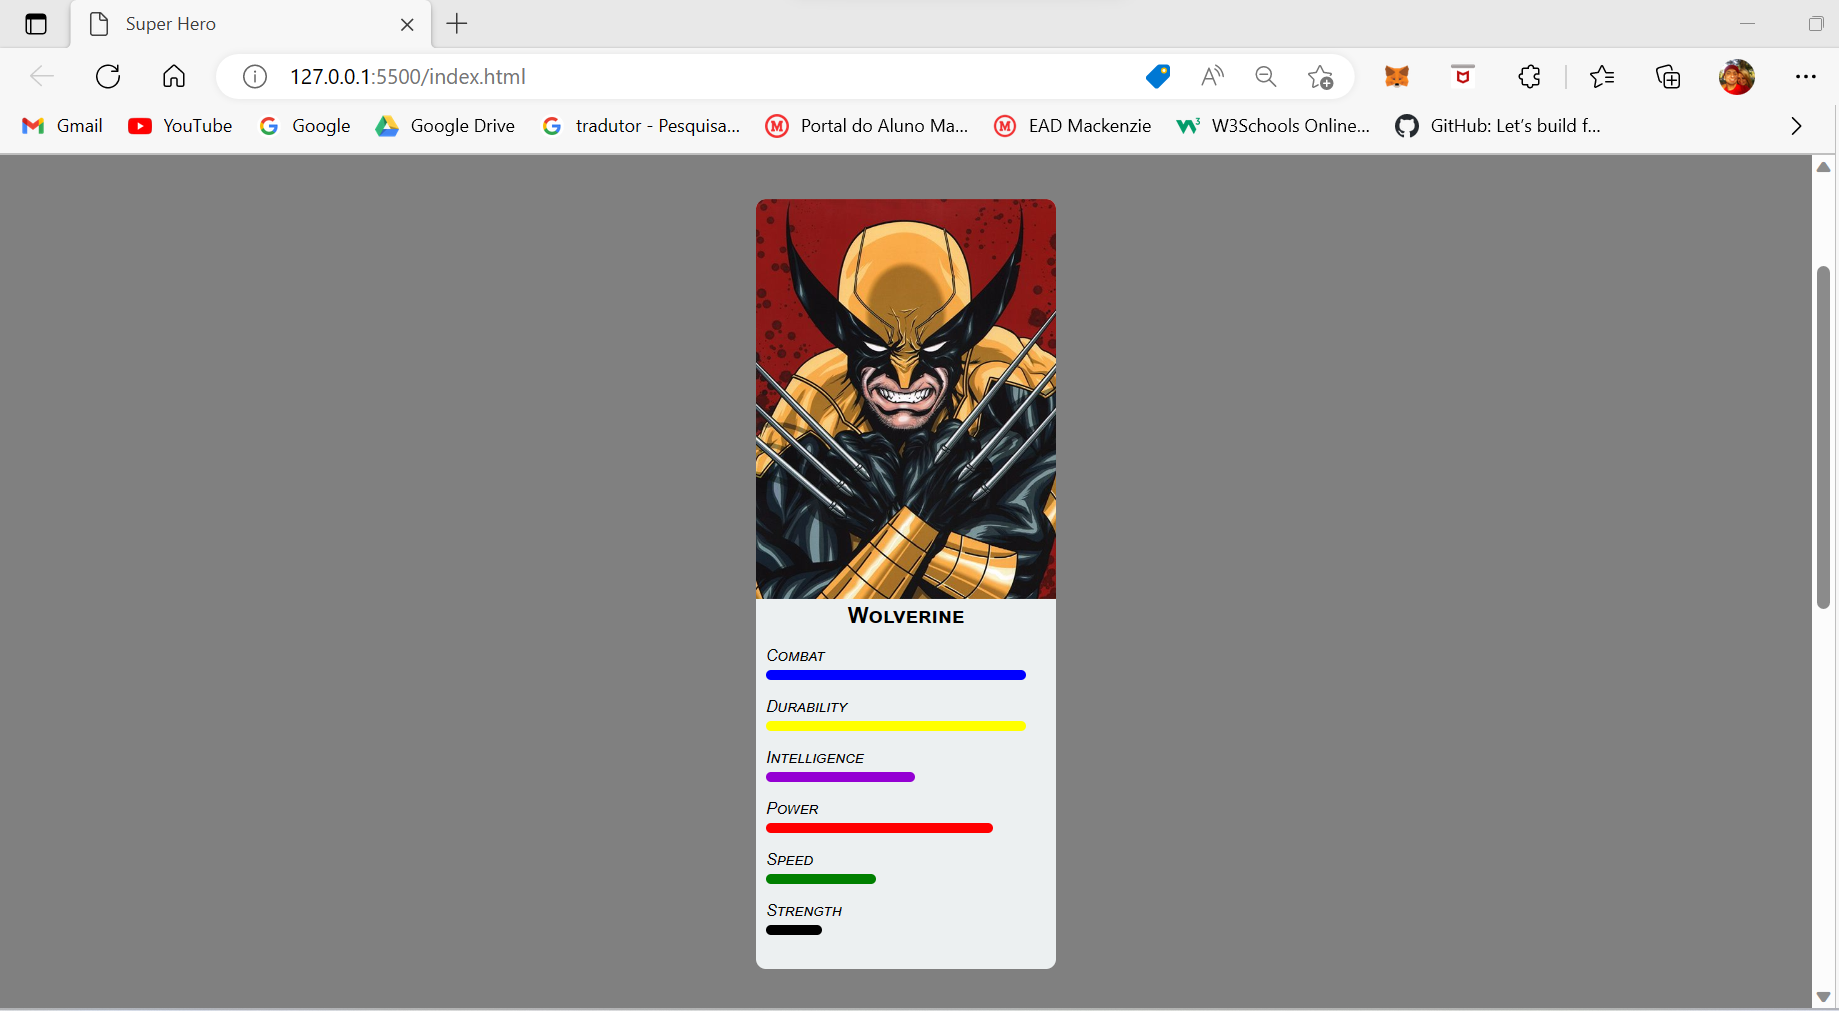 Super Hero
127.0.0.1:5500/index.html
Gmail YouTube Google Google Drive tradutor - Pesquisa... Portal do Aluno Ma... EAD Mackenzie W3Schools Online... GitHub: Let's build f...
Wolverine
Combat
Durability
Intelligence
Power
Speed
Strength